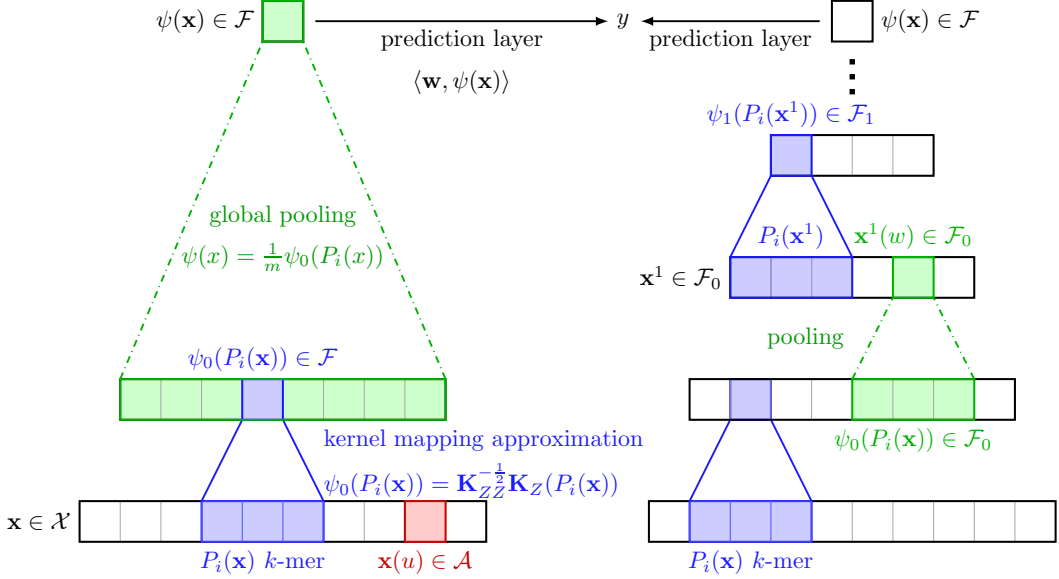 ψ(x) ∈ F
y
ψ(x) ∈ F
prediction layer
prediction layer
⟨w, ψ(x)⟩
ψ₁(Pᵢ(x¹)) ∈ F₁
global pooling
ψ(x) = 1/m ψ₀(Pᵢ(x))
Pᵢ(x¹)
x¹(w) ∈ F₀
x¹ ∈ F₀
pooling
ψ₀(Pᵢ(x)) ∈ F
kernel mapping approximation
ψ₀(Pᵢ(x)) ∈ F₀
ψ₀(Pᵢ(x)) = K_{ZZ}^{-1/2} K_Z(Pᵢ(x))
x ∈ X
Pᵢ(x) k-mer
x(u) ∈ A
Pᵢ(x) k-mer